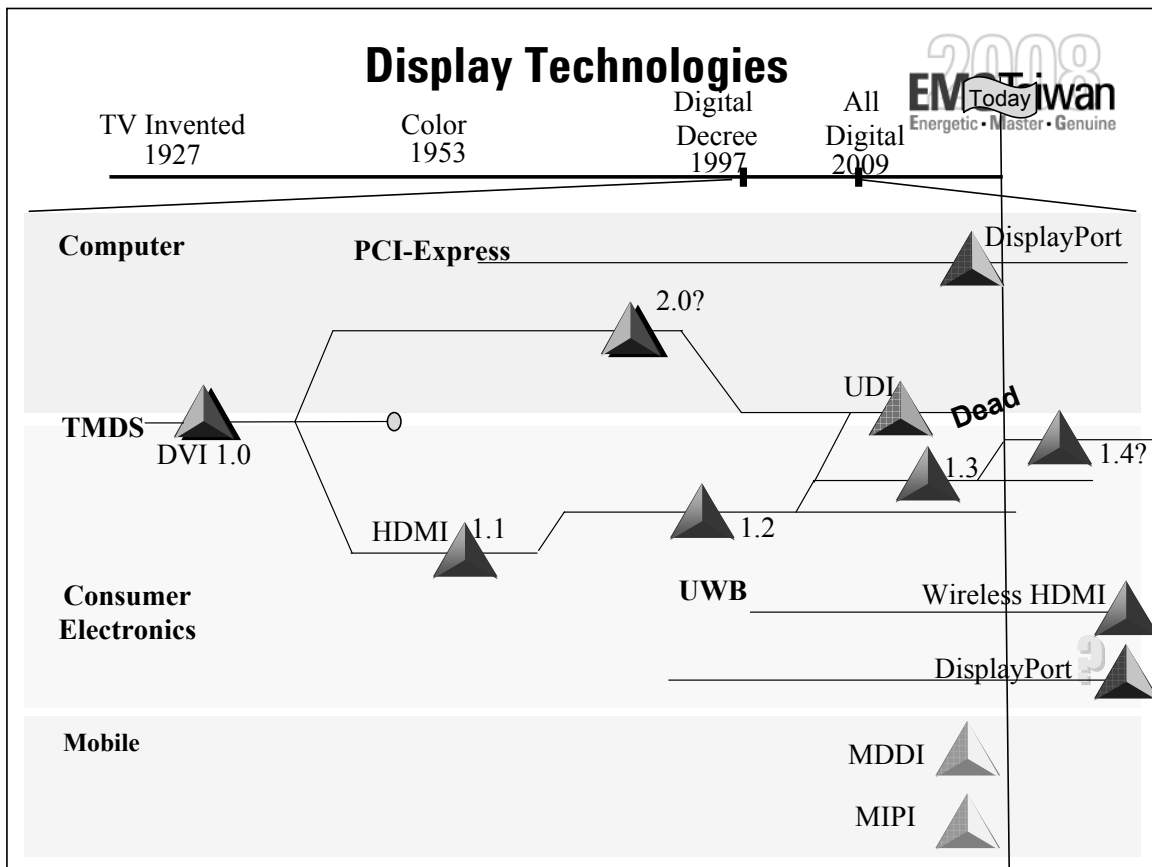 Display Technologies
2008
EMC Taiwan
Today
Energetic • Master • Genuine
TV Invented
1927
Color
1953
Digital
Decree
1997
All
Digital
2009
Computer
PCI-Express
DisplayPort
2.0?
UDI
Dead
TMDS
DVI 1.0
1.3
1.4?
HDMI
1.1
1.2
Consumer
Electronics
UWB
Wireless HDMI
DisplayPort
?
Mobile
MDDI
MIPI